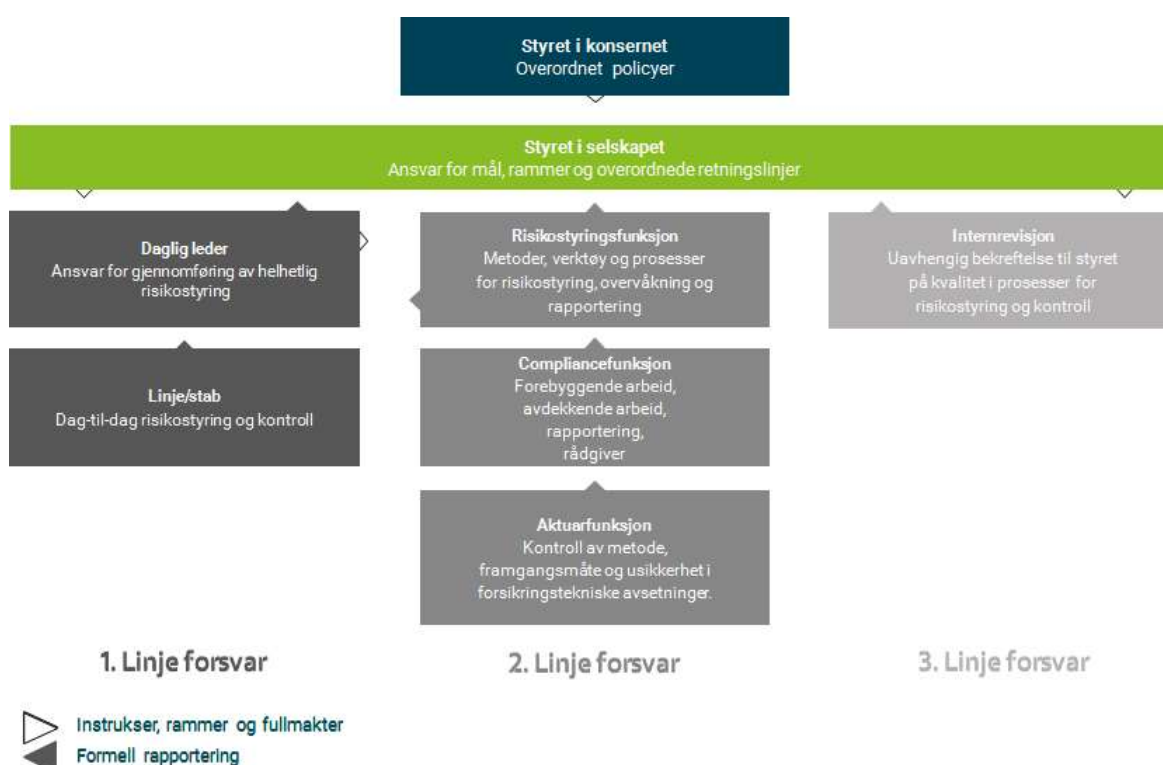 Styret i konsernet
Overordnet policyer
Styret i selskapet
Ansvar for mål, rammer og overordnede retningslinjer
Daglig leder
Ansvar for gjennomføring av helhetlig
risikostyring
Linje/stab
Dag-til-dag risikostyring og kontroll
Risikostyringsfunksjon
Metoder, verktøy og prosesser
for risikostyring, overvåkning og
rapportering
Compliancefunksjon
Forebyggende arbeid,
avdekkende arbeid,
rapportering,
rådgiver
Aktuarfunksjon
Kontroll av metode,
framgangsmåte og usikkerhet i
forsikringstekniske avsetninger.
Internrevisjon
Uavhengig bekreftelse til styret
på kvalitet i prosesser for
risikostyring og kontroll
1. Linje forsvar
2. Linje forsvar
3. Linje forsvar
Instrukser, rammer og fullmakter
Formell rapportering